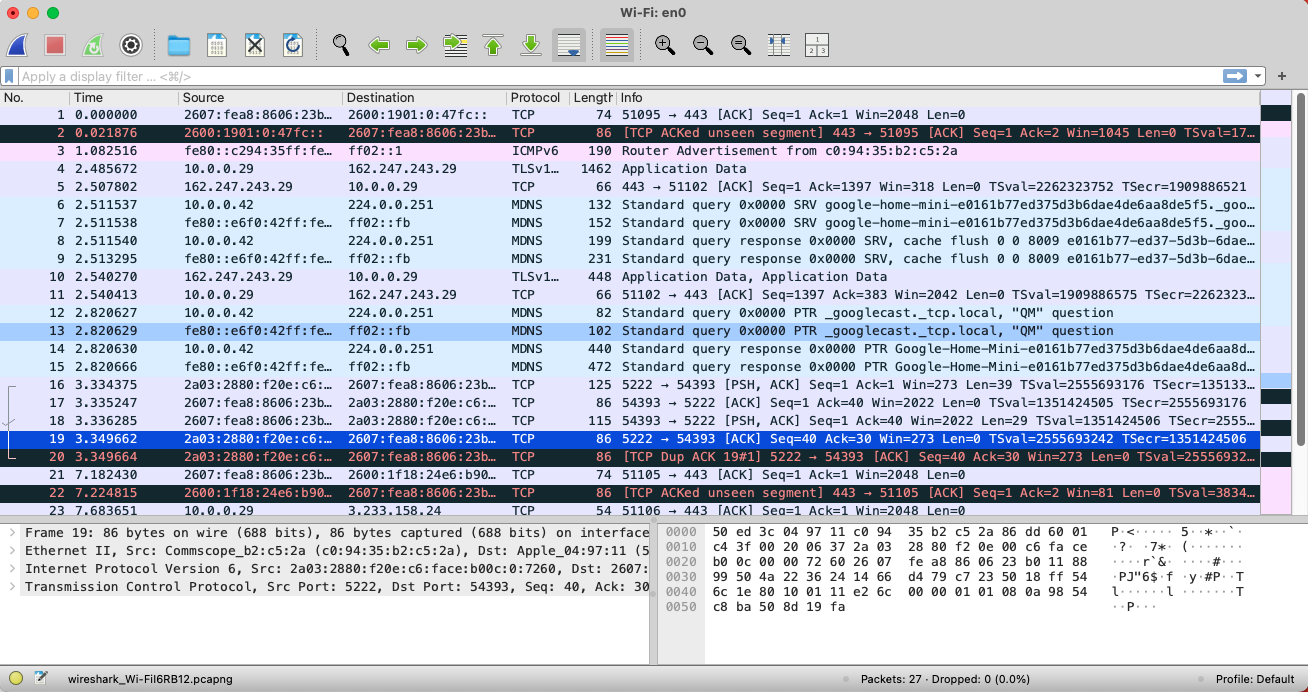 Wi-Fi: en0
Apply a display filter ... <⌘/>
No. Time Source Destination Protocol Length Info
1 0.000000 2607:fea8:8606:23b… 2600:1901:0:47fc:: TCP 74 51095 → 443 [ACK] Seq=1 Ack=1 Win=2048 Len=0
2 0.021876 2600:1901:0:47fc:: 2607:fea8:8606:23b… TCP 86 [TCP ACKed unseen segment] 443 → 51095 [ACK] Seq=1 Ack=2 Win=1045 Len=0 TSval=17…
3 1.082516 fe80::c294:35ff:fe… ff02::1 ICMPv6 190 Router Advertisement from c0:94:35:b2:c5:2a
4 2.485672 10.0.0.29 162.247.243.29 TLSv1… 1462 Application Data
5 2.507802 162.247.243.29 10.0.0.29 TCP 66 443 → 51102 [ACK] Seq=1 Ack=1397 Win=318 Len=0 TSval=2262323752 TSecr=1909886521
6 2.511537 10.0.0.42 224.0.0.251 MDNS 132 Standard query 0x0000 SRV google-home-mini-e0161b77ed375d3b6dae4de6aa8de5f5._goo…
7 2.511538 fe80::e6f0:42ff:fe… ff02::fb MDNS 152 Standard query 0x0000 SRV google-home-mini-e0161b77ed375d3b6dae4de6aa8de5f5._goo…
8 2.511540 10.0.0.42 224.0.0.251 MDNS 199 Standard query response 0x0000 SRV, cache flush 0 0 8009 e0161b77-ed37-5d3b-6dae…
9 2.513295 fe80::e6f0:42ff:fe… ff02::fb MDNS 231 Standard query response 0x0000 SRV, cache flush 0 0 8009 e0161b77-ed37-5d3b-6dae…
10 2.540270 162.247.243.29 10.0.0.29 TLSv1… 448 Application Data, Application Data
11 2.540413 10.0.0.29 162.247.243.29 TCP 66 51102 → 443 [ACK] Seq=1397 Ack=383 Win=2042 Len=0 TSval=1909886575 TSecr=2262323…
12 2.820627 10.0.0.42 224.0.0.251 MDNS 82 Standard query 0x0000 PTR _googlecast._tcp.local, "QM" question
13 2.820629 fe80::e6f0:42ff:fe… ff02::fb MDNS 102 Standard query 0x0000 PTR _googlecast._tcp.local, "QM" question
14 2.820630 10.0.0.42 224.0.0.251 MDNS 440 Standard query response 0x0000 PTR Google-Home-Mini-e0161b77ed375d3b6dae4de6aa8d…
15 2.820666 fe80::e6f0:42ff:fe… ff02::fb MDNS 472 Standard query response 0x0000 PTR Google-Home-Mini-e0161b77ed375d3b6dae4de6aa8d…
16 3.334375 2a03:2880:f20e:c6:… 2607:fea8:8606:23b… TCP 125 5222 → 54393 [PSH, ACK] Seq=1 Ack=1 Win=273 Len=39 TSval=2555693176 TSecr=135133…
17 3.335247 2607:fea8:8606:23b… 2a03:2880:f20e:c6:… TCP 86 54393 → 5222 [ACK] Seq=1 Ack=40 Win=2022 Len=0 TSval=1351424505 TSecr=2555693176
18 3.336285 2607:fea8:8606:23b… 2a03:2880:f20e:c6:… TCP 115 54393 → 5222 [PSH, ACK] Seq=1 Ack=40 Win=2022 Len=29 TSval=1351424506 TSecr=2555…
19 3.349662 2a03:2880:f20e:c6:… 2607:fea8:8606:23b… TCP 86 5222 → 54393 [ACK] Seq=40 Ack=30 Win=273 Len=0 TSval=2555693242 TSecr=1351424506
20 3.349664 2a03:2880:f20e:c6:… 2607:fea8:8606:23b… TCP 86 [TCP Dup ACK 19#1] 5222 → 54393 [ACK] Seq=40 Ack=30 Win=273 Len=0 TSval=25556932…
21 7.182430 2607:fea8:8606:23b… 2600:1f18:24e6:b90… TCP 74 51105 → 443 [ACK] Seq=1 Ack=1 Win=2048 Len=0
22 7.224815 2600:1f18:24e6:b90… 2607:fea8:8606:23b… TCP 86 [TCP ACKed unseen segment] 443 → 51105 [ACK] Seq=1 Ack=2 Win=81 Len=0 TSval=3834…
23 7.683651 10.0.0.29 3.233.158.24 TCP 54 51106 → 443 [ACK] Seq=1 Ack=1 Win=2048 Len=0
Frame 19: 86 bytes on wire (688 bits), 86 bytes captured (688 bits) on interface
Ethernet II, Src: Commscope_b2:c5:2a (c0:94:35:b2:c5:2a), Dst: Apple_04:97:11 (5
Internet Protocol Version 6, Src: 2a03:2880:f20e:c6:face:b00c:0:7260, Dst: 2607:
Transmission Control Protocol, Src Port: 5222, Dst Port: 54393, Seq: 40, Ack: 30
0000 50 ed 3c 04 97 11 c0 94 35 b2 c5 2a 86 dd 60 01 P·<·····5··*··`·
0010 c4 3f 00 20 06 37 2a 03 28 80 f2 0e 00 c6 fa ce ·?· ·7*·(·······
0020 b0 0c 00 00 72 60 26 07 fe a8 86 06 23 b0 11 88 ····r`&·····#···
0030 99 50 4a 22 36 24 14 66 d4 79 c7 23 50 18 ff 54 ·PJ"6$·f·y·#P··T
0040 6c 1e 80 10 01 11 e2 6c 00 00 01 01 08 0a 98 54 l······l·······T
0050 c8 ba 50 8d 19 fa ··P···
wireshark_Wi-FiI6RB12.pcapng
Packets: 27 · Dropped: 0 (0.0%)
Profile: Default